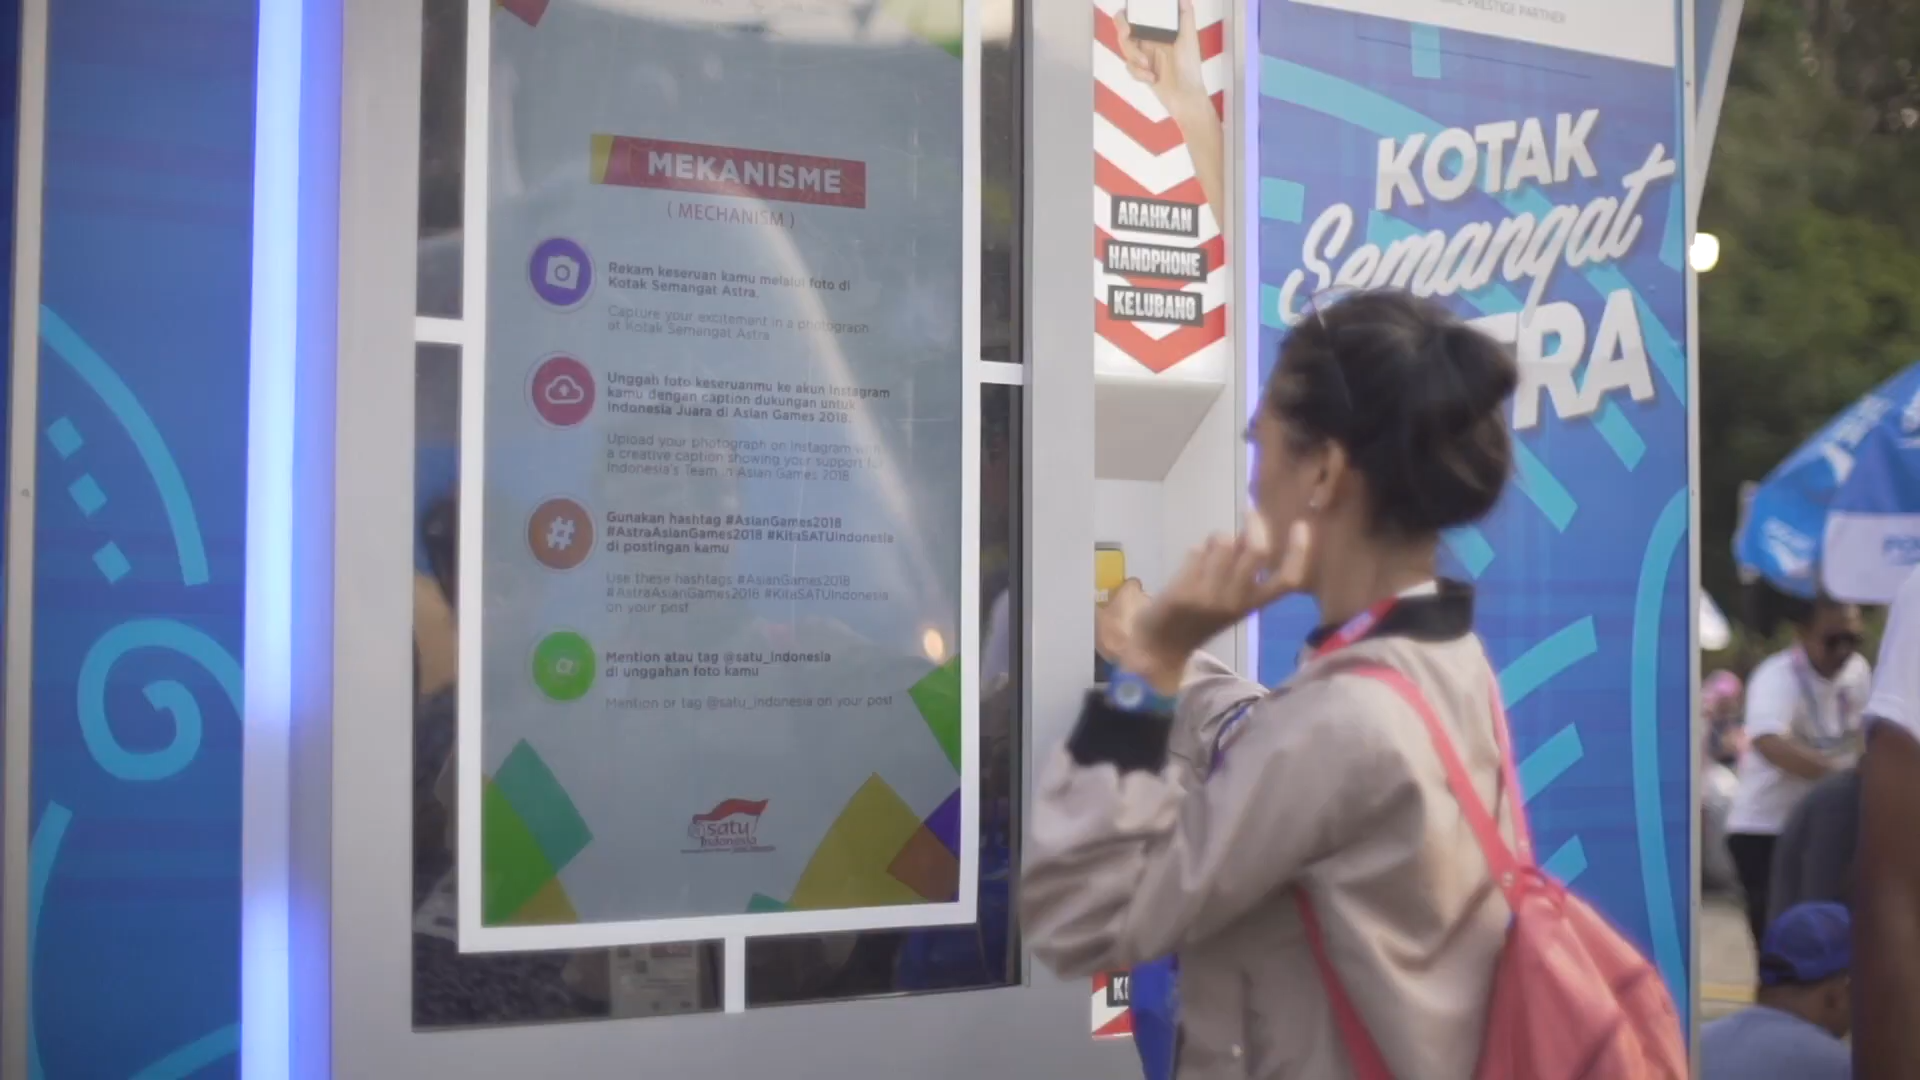 MEKANISME
( MECHANISM )
Rekam keseruan kamu melalui foto di
Kotak Semangat Astra.
Capture your excitement in a photograph
at Kotak Semangat Astra
Unggah foto keseruanmu ke akun Instagram
kamu dengan caption dukungan untuk
Indonesia Juara di Asian Games 2018.
Upload your photograph on Instagram
a creative caption showing your support for
Indonesia's Team in Asian Games 2018
Gunakan hashtag #AsianGames2018
#AstraAsianGames2018 #KitaSATUIndonesia
di postingan kamu
Use these hashtags #AsianGames2018
#AstraAsianGames2018 #KitaSATUIndonesia
on your post
Mention atau tag @satu_indonesia
di unggahan foto kamu
Mention or tag @satu_indonesia on your post
satu
Indonesia
ARAHKAN
HANDPHONE
KELUBANG
PRESTIGE PARTNER
KOTAK
Semangat
TRA